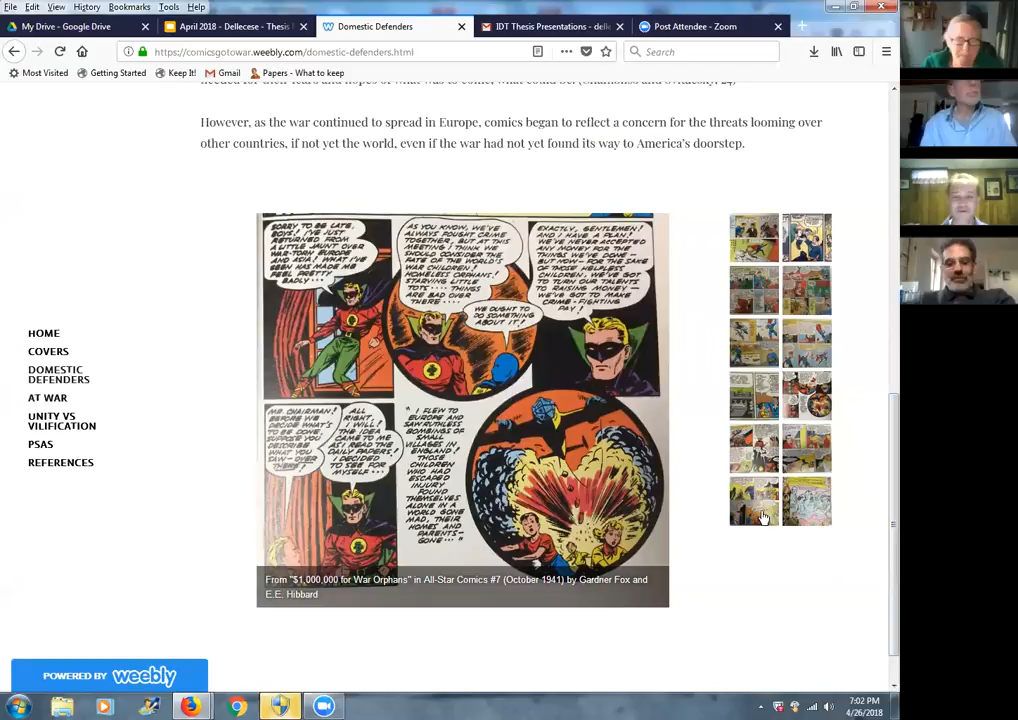 File Edit View History Bookmarks Tools Help
My Drive - Google Drive
April 2018 - Dellecese - Thesis
Domestic Defenders
IDT Thesis Presentations - delle
Post Attendee - Zoom
https://comicsgotowar.weebly.com/domestic-defenders.html
Search
Most Visited
Getting Started
Keep It!
Gmail
Papers - What to keep
However, as the war continued to spread in Europe, comics began to reflect a concern for the threats looming over
other countries, if not yet the world, even if the war had not yet found its way to America's doorstep.
HOME
COVERS
DOMESTIC
DEFENDERS
AT WAR
UNITY VS
VILIFICATION
PSAS
REFERENCES
SORRY TO BE LATE,
BOYS! I'VE JUST
RETURNED FROM
A LITTLE JAUNT OVER
WAR-TORN EUROPE
AND ASIA! WHAT I'VE
SEEN HAS MADE ME
FEEL PRETTY
BADLY...
AS YOU KNOW, WE'VE
ALWAYS FOUGHT CRIME
TOGETHER, BUT AT THIS
MEETING I THINK WE
SHOULD CONSIDER THE
FATE OF THE WORLD'S
WAR CHILDREN!
HOMELESS ORPHANS!
STARVING LITTLE
TOTS.... THINGS
ARE BAD OVER
THERE....
WE OUGHT TO
DO SOMETHING
ABOUT IT!
EXACTLY, GENTLEMEN!
AND I HAVE A PLAN!
WE'VE NEVER ACCEPTED
ANY MONEY FOR THE
THINGS WE'VE DONE-
BUT NOW- FOR THE SAKE
OF THOSE HELPLESS
CHILDREN, WE'VE GOT
TO TURN OUR TALENTS
TO RAISING MONEY-
WE'VE GOT TO MAKE
CRIME-FIGHTING
PAY!
MR. CHAIRMAN!
BEFORE WE
DECIDE WHAT'S
TO BE DONE,
SUPPOSE YOU
DESCRIBE
WHAT YOU
SAW- OVER
THERE!
ALL
RIGHT,
I WILL!
THE IDEA
CAME TO ME
AS I READ THE
DAILY PAPERS! I
DECIDED
TO SEE FOR
MYSELF...
"I FLEW TO
EUROPE AND
SAW RUTHLESS
BOMBINGS OF
SMALL
VILLAGES IN
ENGLAND!
THOSE
CHILDREN
WHO HAD
ESCAPED
INJURY
FOUND
THEMSELVES
ALONE IN A
WORLD GONE
MAD, THEIR
HOMES AND
PARENTS-
GONE..."
From "$1,000,000 for War Orphans" in All-Star Comics #7 (October 1941) by Gardner Fox and
E.E. Hibbard
POWERED BY weebly
7:02 PM
4/26/2018